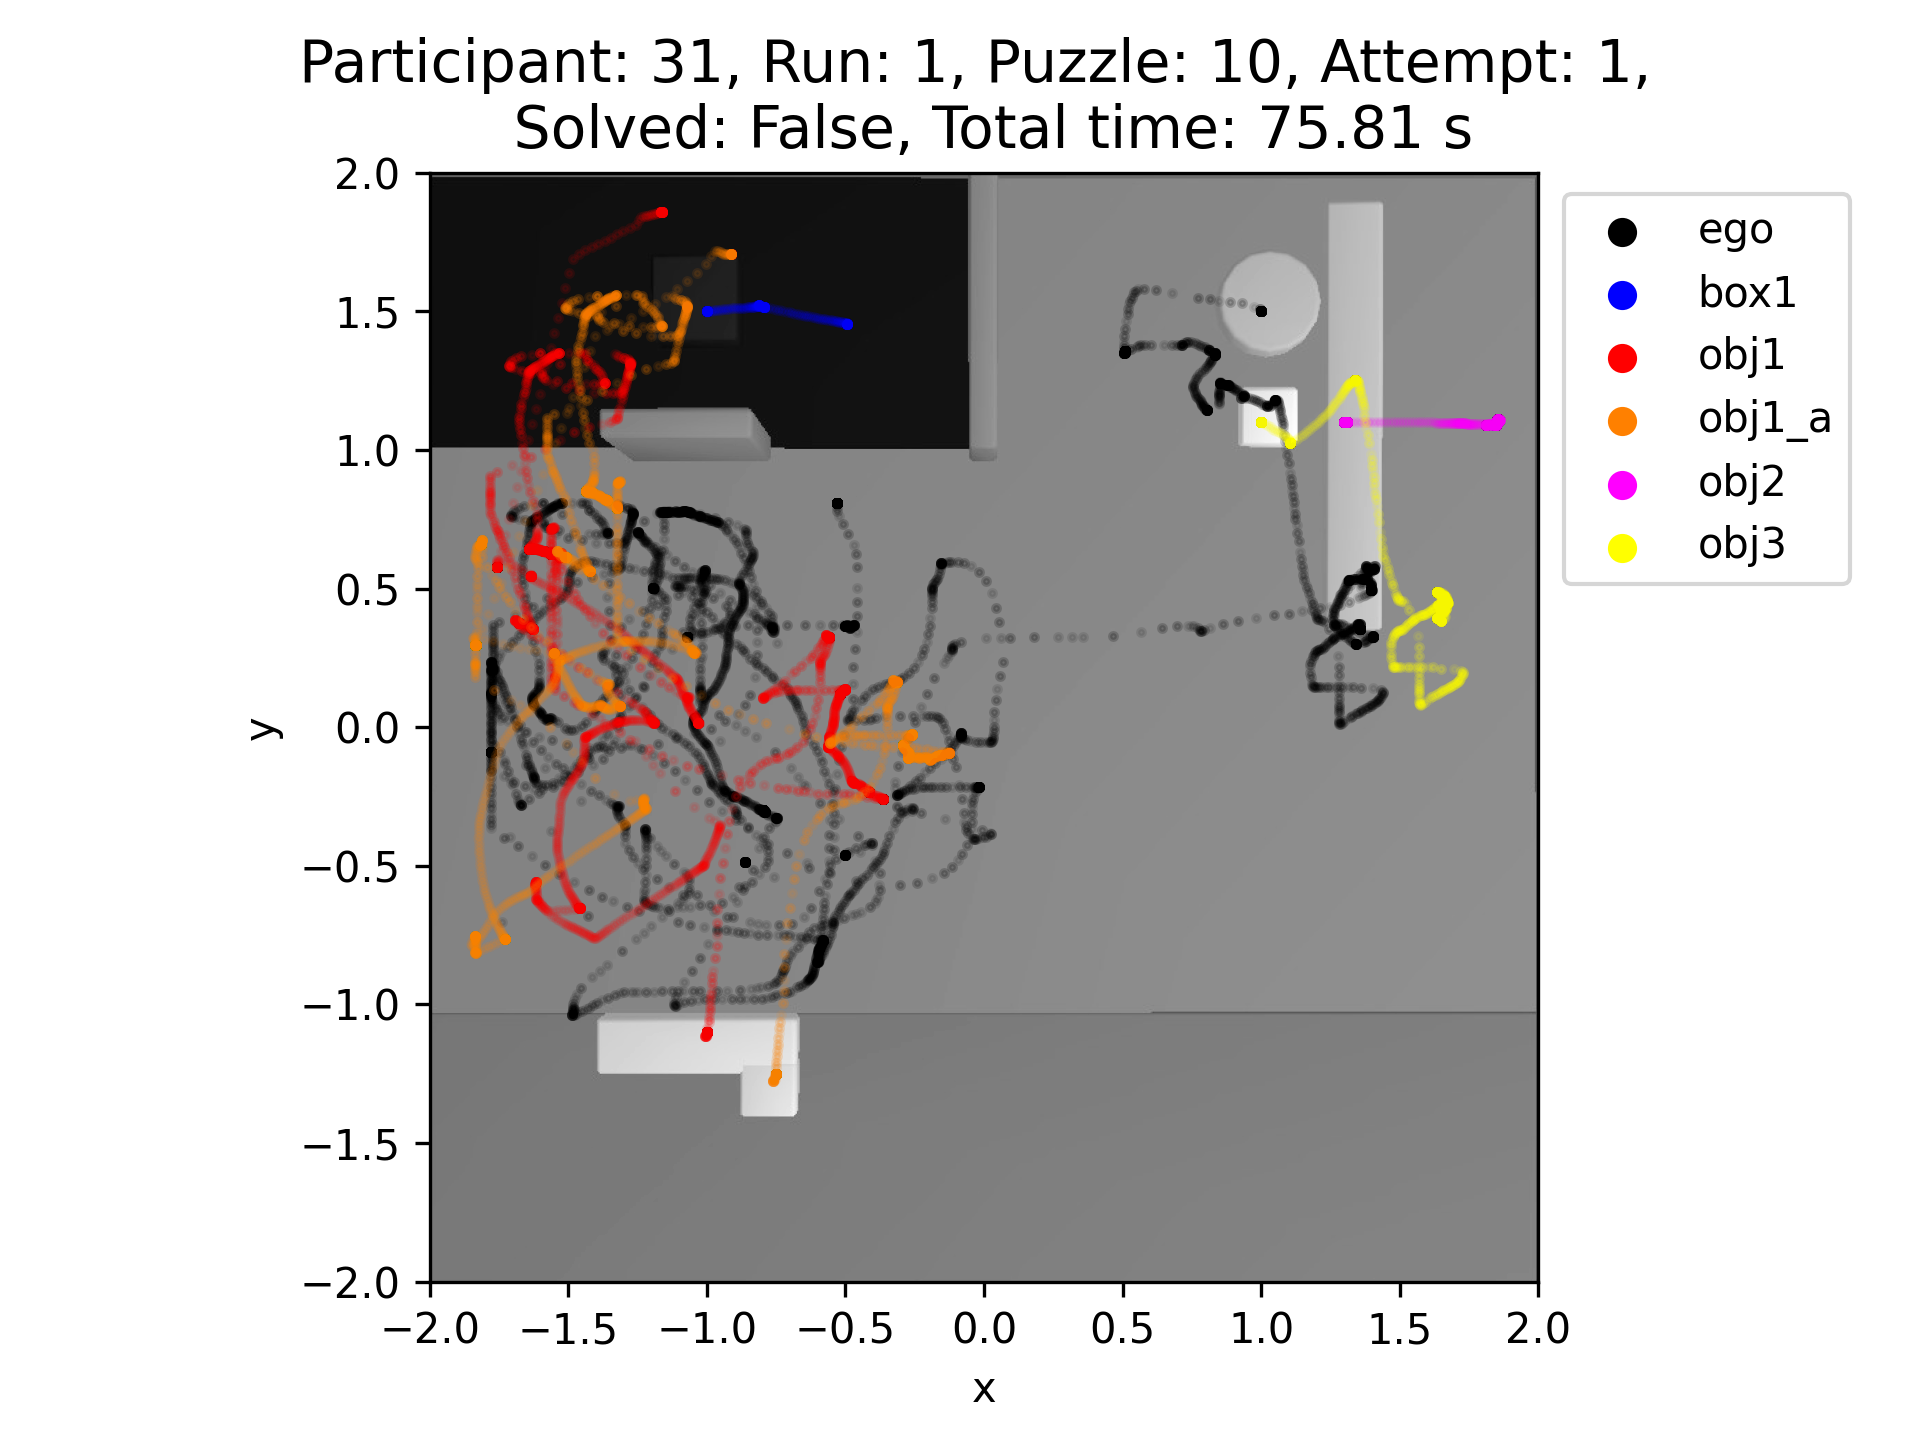 Participant: 31, Run: 1, Puzzle: 10, Attempt: 1,
Solved: False, Total time: 75.81 s
2.0
1.5
1.0
0.5
0.0
−0.5
−1.0
−1.5
−2.0
y
−2.0 −1.5 −1.0 −0.5 0.0 0.5 1.0 1.5 2.0
x
ego
box1
obj1
obj1_a
obj2
obj3